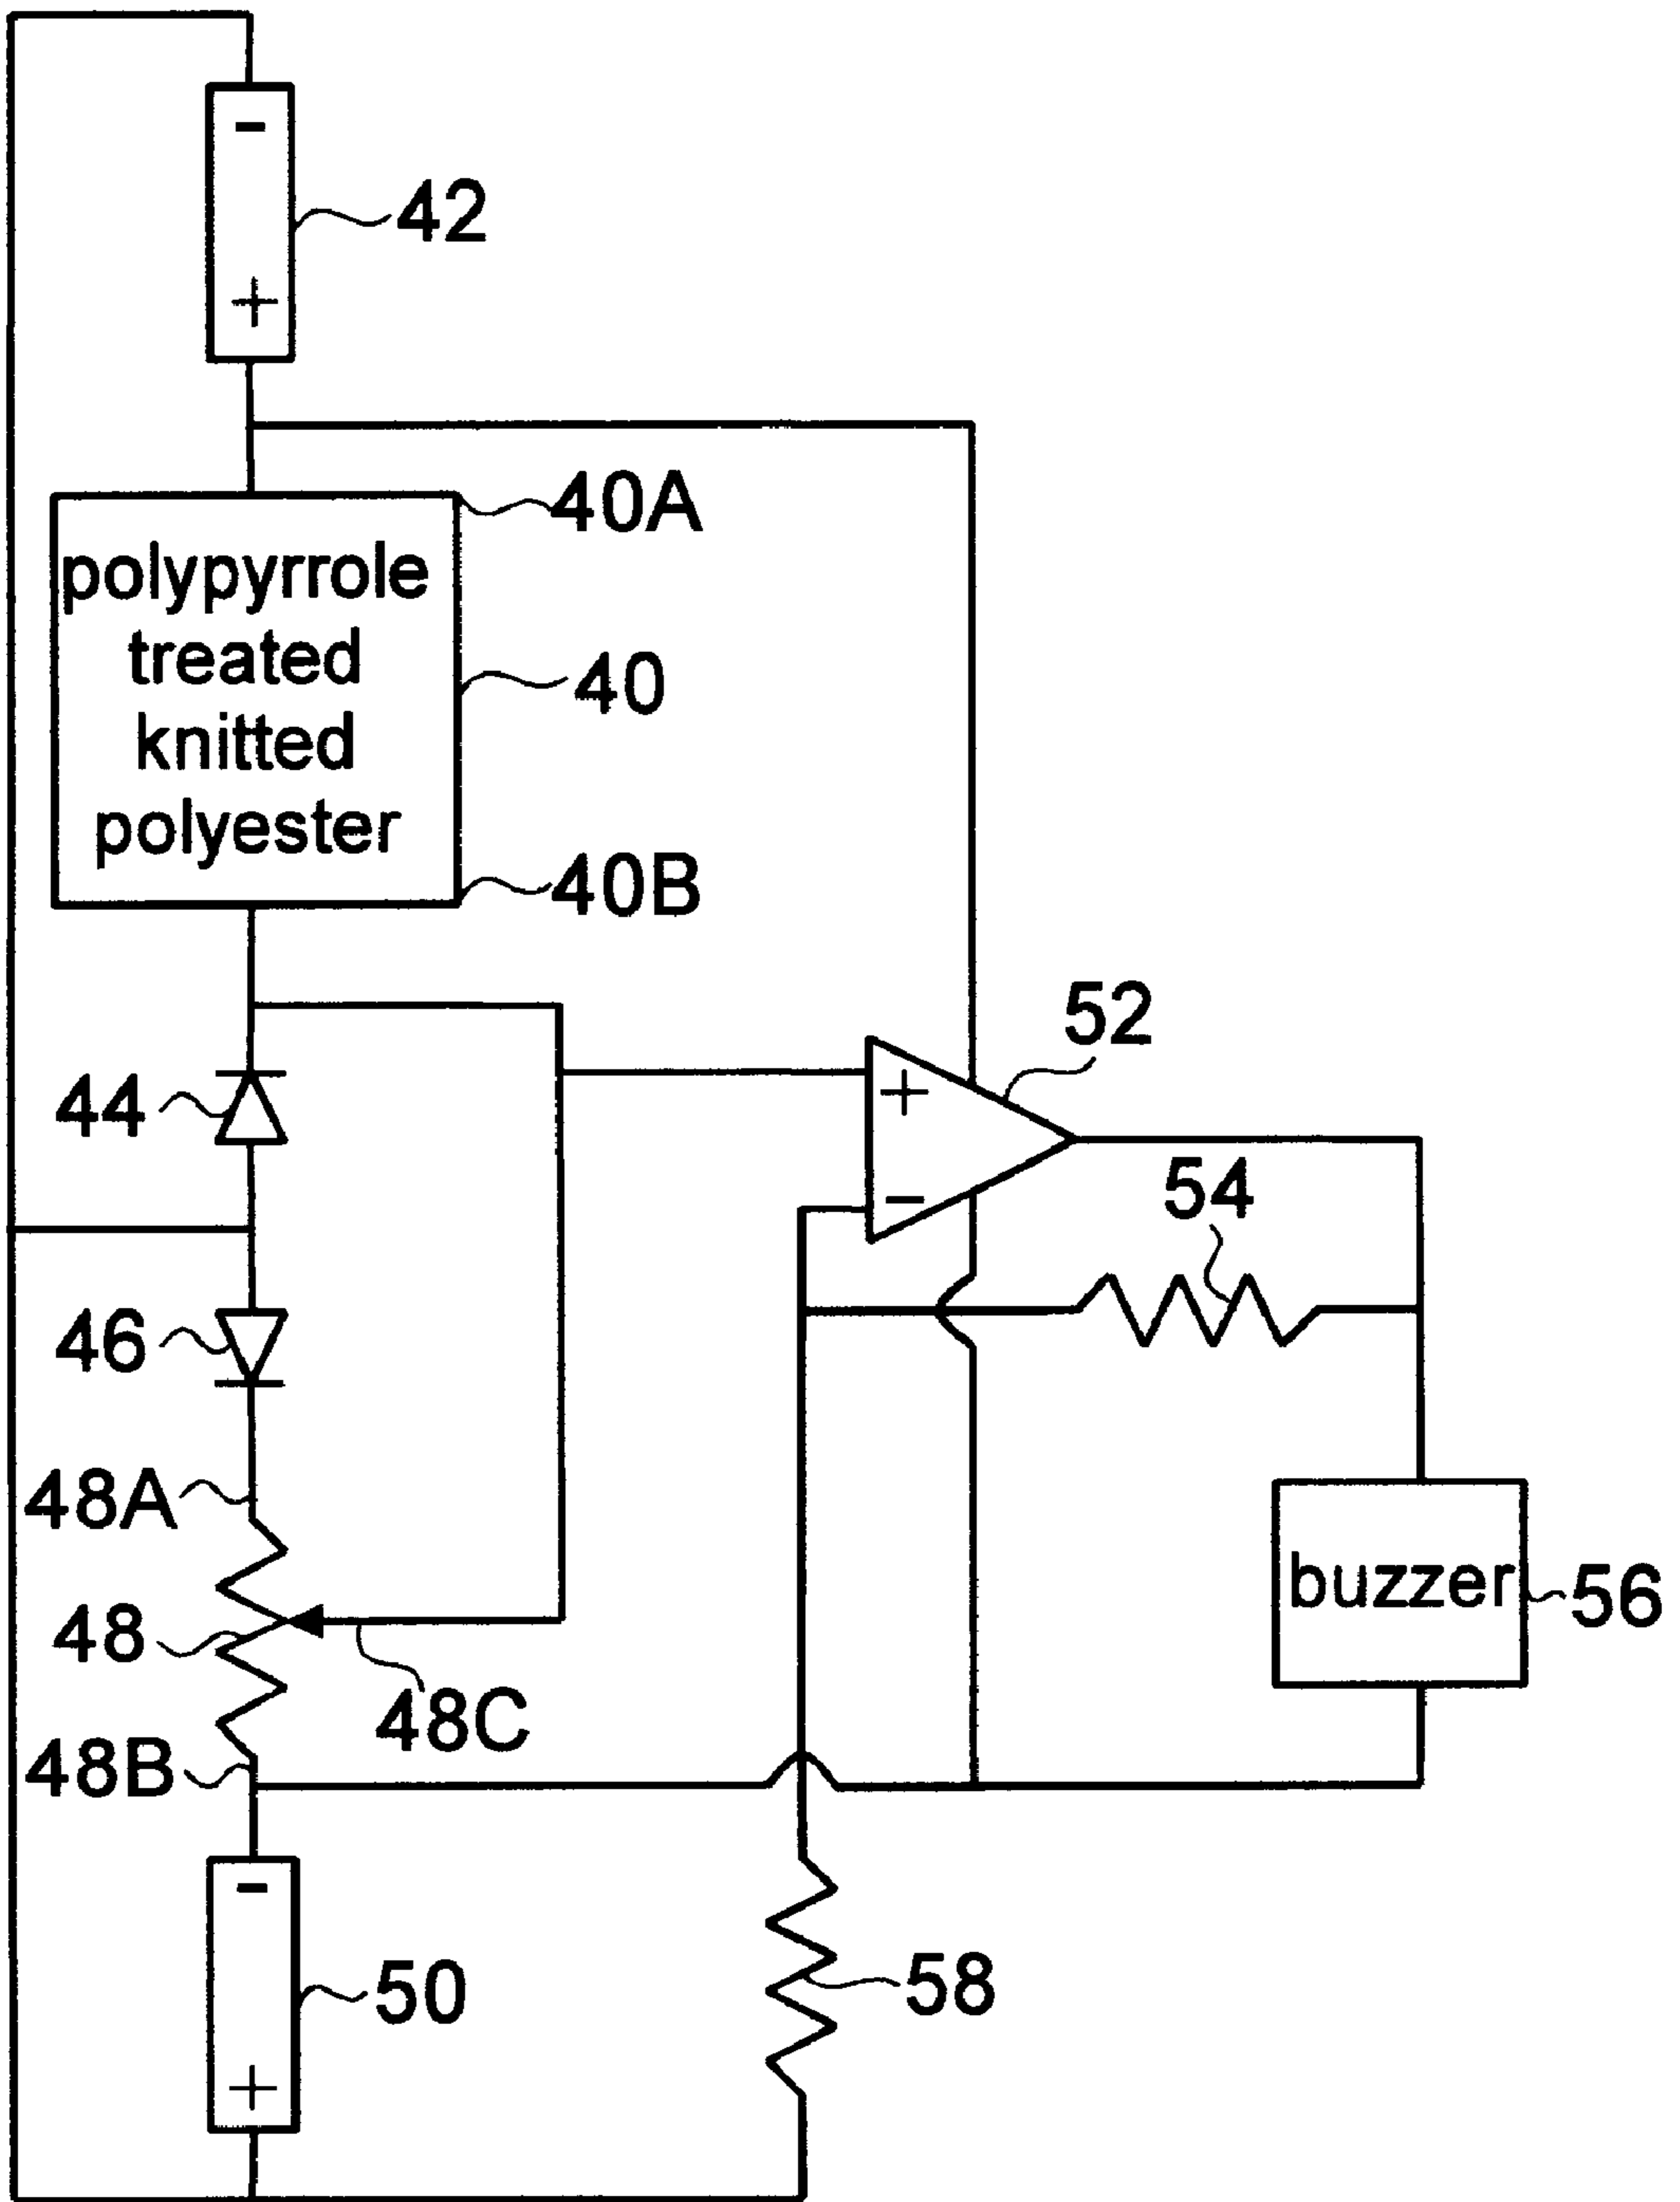 -
42
+
40A
polypyrrole
treated
40
knitted
polyester
40B
52
44
+
-
54
46
48A
buzzer
56
48
48C
48B
-
50
58
+